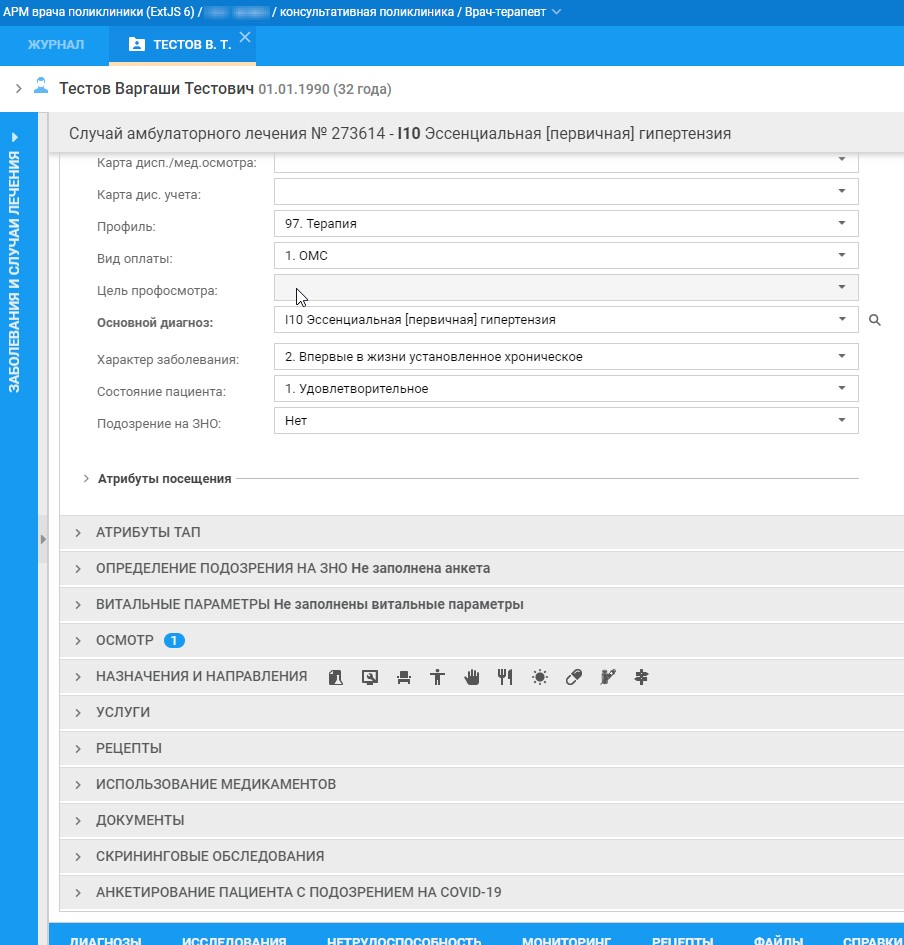 АРМ врача поликлиники (ExtJS 6) / / консультативная поликлиника / Врач-терапевт
ЖУРНАЛ ТЕСТОВ В. Т.
Тестов Варгаши Тестович 01.01.1990 (32 года)
ЗАБОЛЕВАНИЯ И СЛУЧАИ ЛЕЧЕНИЯ
Случай амбулаторного лечения № 273614 - I10 Эссенциальная [первичная] гипертензия
Карта дисп./мед.осмотра:
Карта дис. учета:
Профиль: 97. Терапия
Вид оплаты: 1. ОМС
Цель профосмотра:
Основной диагноз: I10 Эссенциальная [первичная] гипертензия
Характер заболевания: 2. Впервые в жизни установленное хроническое
Состояние пациента: 1. Удовлетворительное
Подозрение на ЗНО: Нет
Атрибуты посещения
АТРИБУТЫ ТАП
ОПРЕДЕЛЕНИЕ ПОДОЗРЕНИЯ НА ЗНО Не заполнена анкета
ВИТАЛЬНЫЕ ПАРАМЕТРЫ Не заполнены витальные параметры
ОСМОТР 1
НАЗНАЧЕНИЯ И НАПРАВЛЕНИЯ
УСЛУГИ
РЕЦЕПТЫ
ИСПОЛЬЗОВАНИЕ МЕДИКАМЕНТОВ
ДОКУМЕНТЫ
СКРИНИНГОВЫЕ ОБСЛЕДОВАНИЯ
АНКЕТИРОВАНИЕ ПАЦИЕНТА С ПОДОЗРЕНИЕМ НА COVID-19
ДИАГНОЗЫ ИССЛЕДОВАНИЯ НЕТРУДОСПОСОБНОСТЬ МОНИТОРИНГ РЕЦЕПТЫ ФАЙЛЫ СПРАВКИ